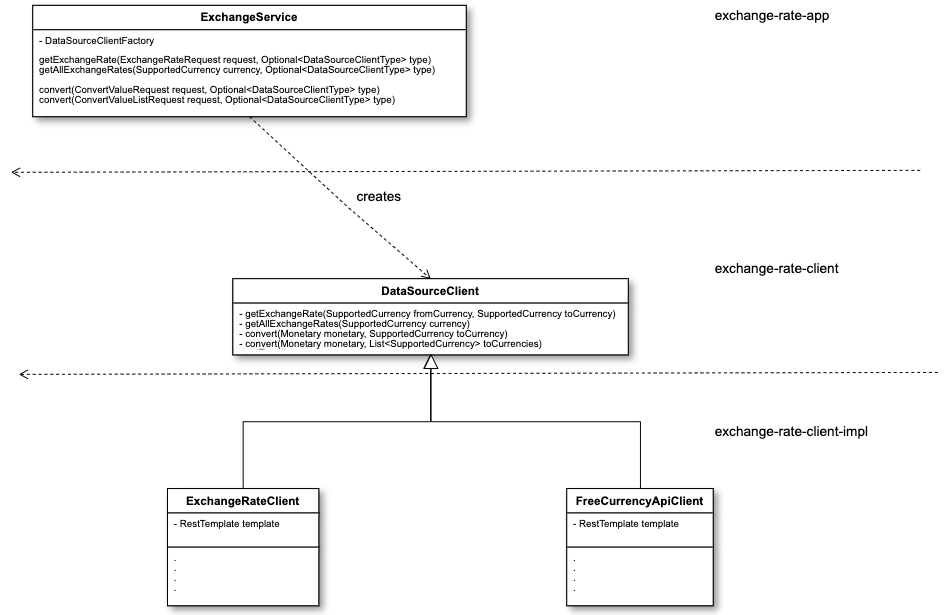 ExchangeService
exchange-rate-app
- DataSourceClientFactory
getExchangeRate(ExchangeRateRequest request, Optional<DataSourceClientType> type)
getAllExchangeRates(SupportedCurrency currency, Optional<DataSourceClientType> type)
convert(ConvertValueRequest request, Optional<DataSourceClientType> type)
convert(ConvertValueListRequest request, Optional<DataSourceClientType> type)
creates
exchange-rate-client
DataSourceClient
- getExchangeRate(SupportedCurrency fromCurrency, SupportedCurrency toCurrency)
- getAllExchangeRates(SupportedCurrency currency)
- convert(Monetary monetary, SupportedCurrency toCurrency)
- convert(Monetary monetary, List<SupportedCurrency> toCurrencies)
exchange-rate-client-impl
ExchangeRateClient
- RestTemplate template
.
.
.
.
FreeCurrencyApiClient
- RestTemplate template
.
.
.
.